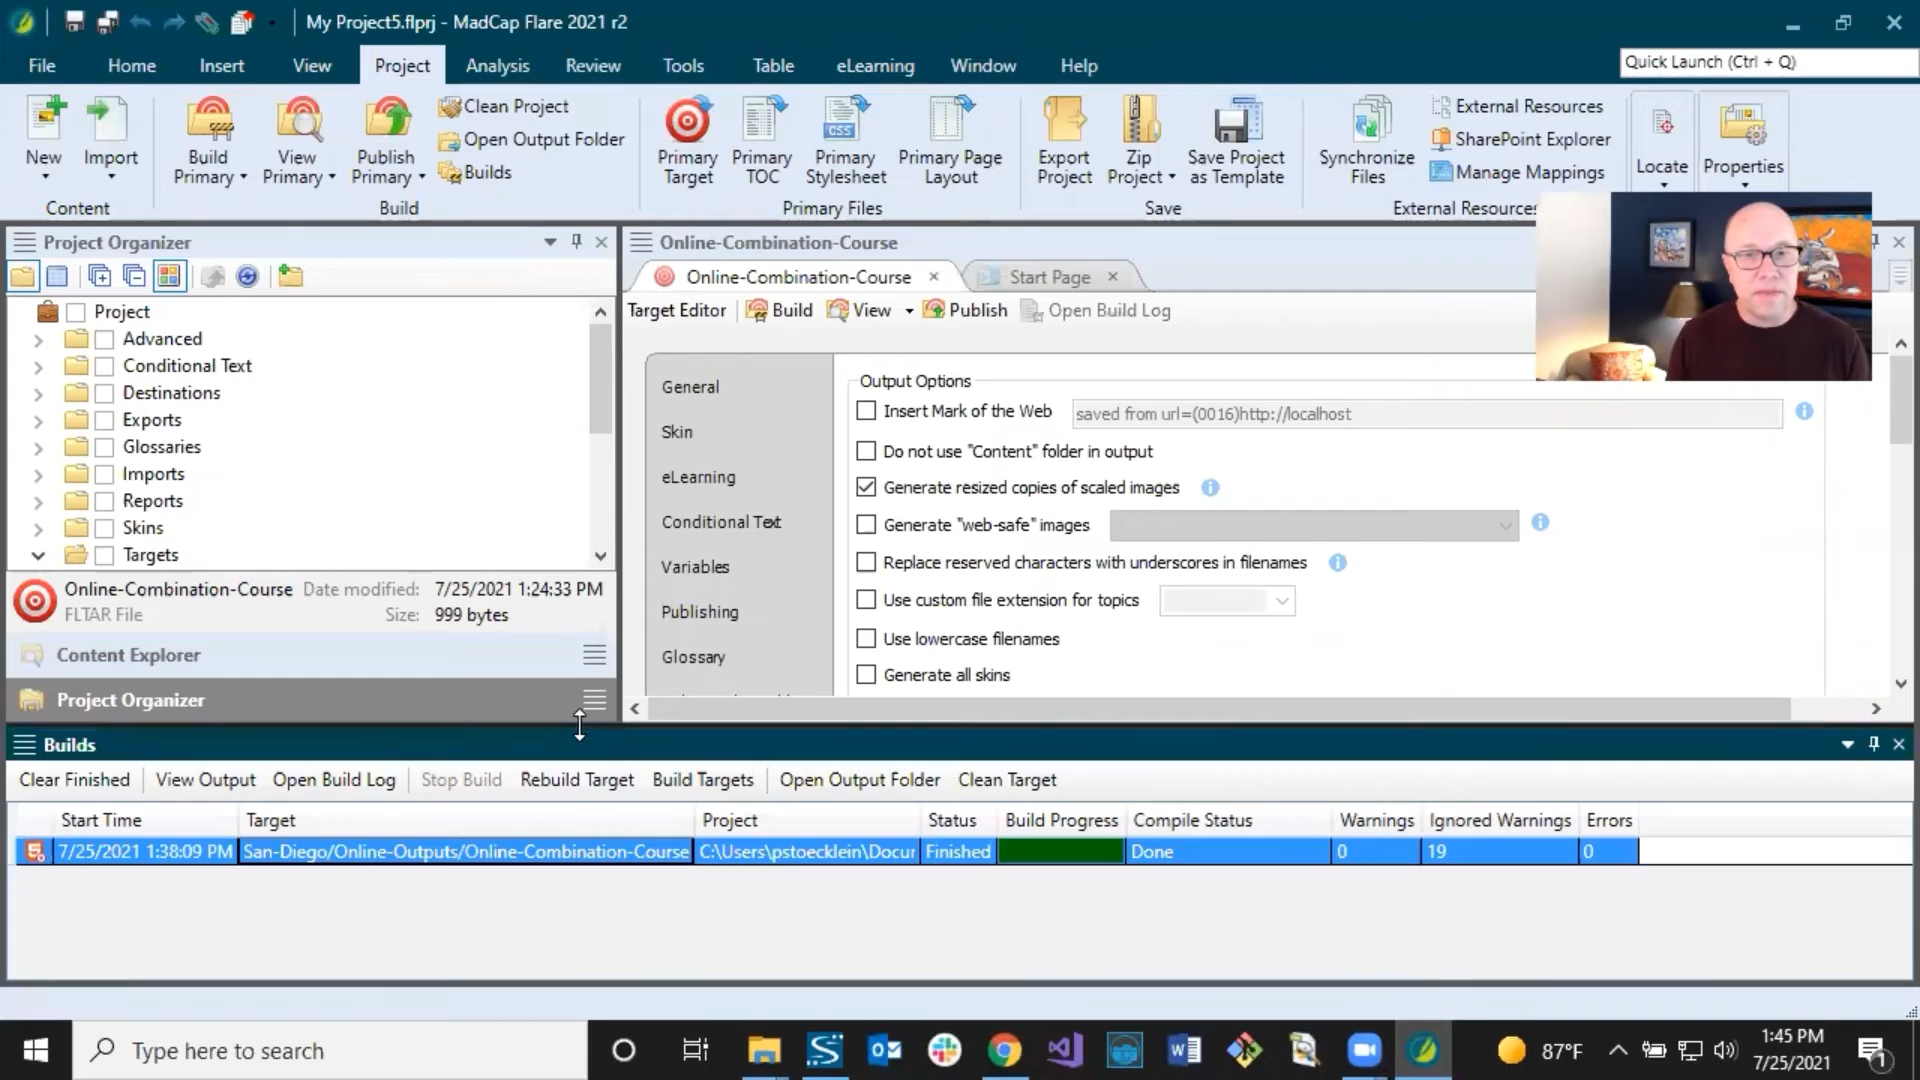 My Project5.flprj - MadCap Flare 2021 r2
File Home Insert View Project Analysis Review Tools Table eLearning Window Help
Quick Launch (Ctrl + Q)
New
Import
Content
Build Primary
View Primary
Publish Primary
Clean Project
Open Output Folder
Builds
Build
Primary Target
Primary TOC
CSS
Primary Stylesheet
Primary Page Layout
Primary Files
Export Project
Zip Project
Save Project as Template
Save
Synchronize Files
External Resources
SharePoint Explorer
Manage Mappings
External Resources
Locate
Properties
Project Organizer
Project
Advanced
Conditional Text
Destinations
Exports
Glossaries
Imports
Reports
Skins
Targets
Online-Combination-Course Date modified: 7/25/2021 1:24:33 PM
FLTAR File Size: 999 bytes
Content Explorer
Project Organizer
Online-Combination-Course
Online-Combination-Course Start Page
Target Editor Build View Publish Open Build Log
General
Skin
eLearning
Conditional Text
Variables
Publishing
Glossary
Output Options
Insert Mark of the Web saved from url=(0016)http://localhost
Do not use "Content" folder in output
Generate resized copies of scaled images
Generate "web-safe" images
Replace reserved characters with underscores in filenames
Use custom file extension for topics
Use lowercase filenames
Generate all skins
Builds
Clear Finished View Output Open Build Log Stop Build Rebuild Target Build Targets Open Output Folder Clean Target
Start Time Target Project Status Build Progress Compile Status Warnings Ignored Warnings Errors
7/25/2021 1:38:09 PM San-Diego/Online-Outputs/Online-Combination-Course C:\Users\pstoecklein\Docur Finished Done 0 19 0
Type here to search
87°F
1:45 PM
7/25/2021
1